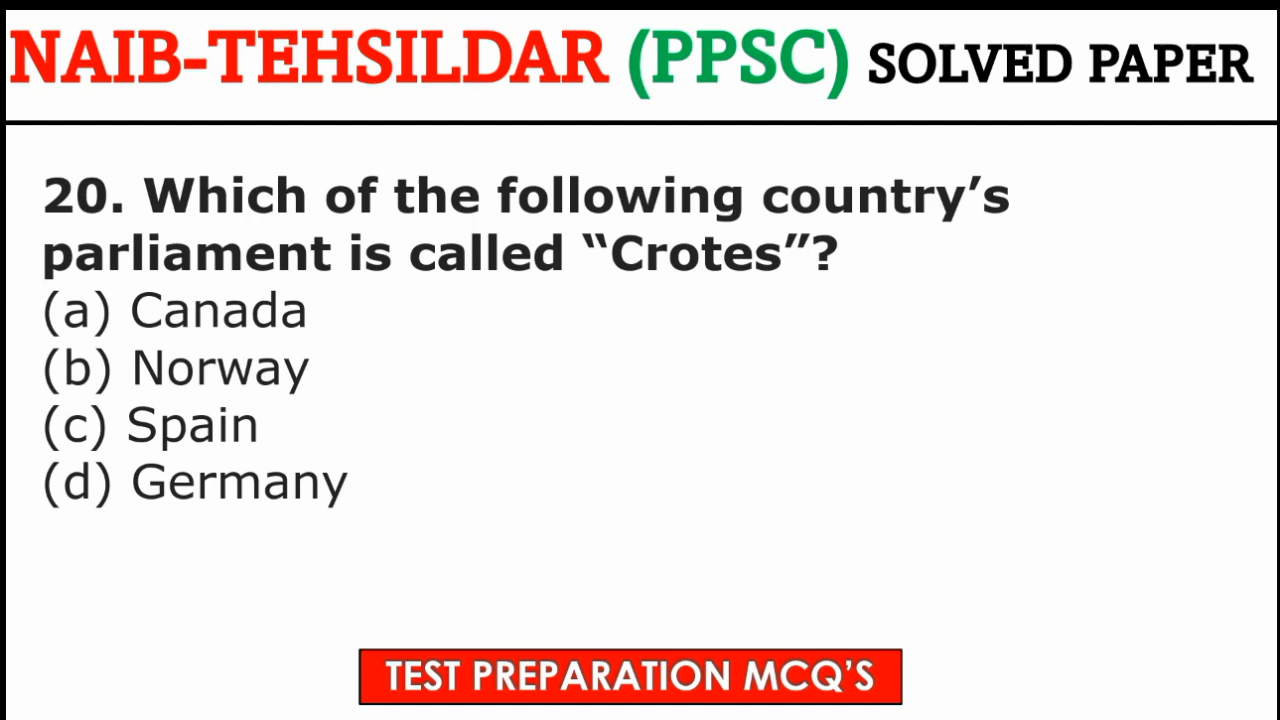 NAIB-TEHSILDAR (PPSC) SOLVED PAPER
20. Which of the following country’s
parliament is called “Crotes”?
(a) Canada
(b) Norway
(c) Spain
(d) Germany
TEST PREPARATION MCQ’S